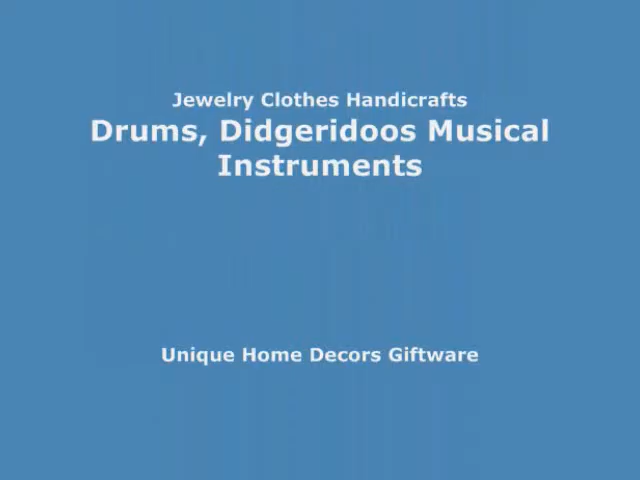 Jewelry Clothes Handicrafts
Drums, Didgeridoos Musical
Instruments
Unique Home Decors Giftware